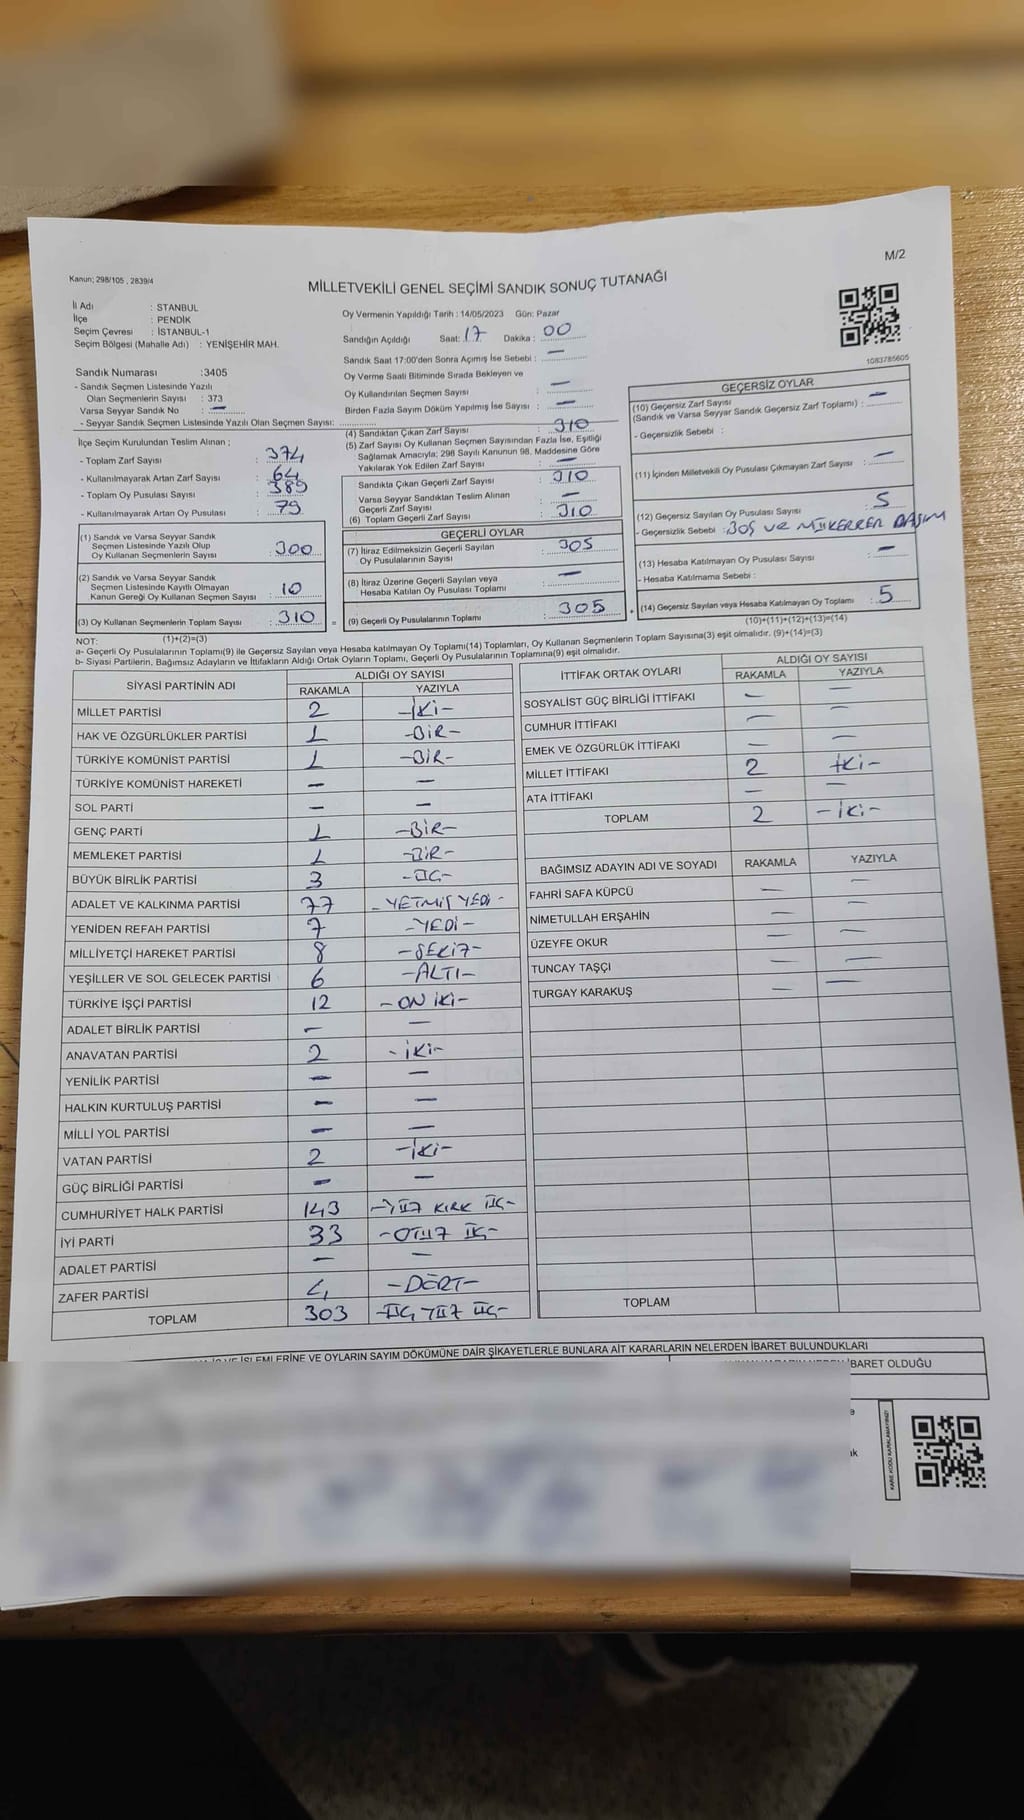 M/2
Kanun; 298/105 , 2839/4
MİLLETVEKİLİ GENEL SEÇİMİ SANDIK SONUÇ TUTANAĞI
İl Adı : STANBUL
İlçe : PENDİK
Seçim Çevresi : İSTANBUL-1
Seçim Bölgesi (Mahalle Adı) : YENİŞEHİR MAH.
Oy Vermenin Yapıldığı Tarih : 14/05/2023 Gün: Pazar
Sandığın Açıldığı Saat: 17 Dakika : 00
Sandık Saat 17:00'den Sonra Açımış İse Sebebi : —
Oy Verme Saati Bitiminde Sırada Bekleyen ve
Oy Kullandırılan Seçmen Sayısı : —
Birden Fazla Sayım Döküm Yapılmış İse Sayısı : —
1083785605
Sandık Numarası :3405
- Sandık Seçmen Listesinde Yazılı
Olan Seçmenlerin Sayısı : 373
Varsa Seyyar Sandık No : —
- Seyyar Sandık Seçmen Listesinde Yazılı Olan Seçmen Sayısı:
İlçe Seçim Kurulundan Teslim Alınan ;
- Toplam Zarf Sayısı : 374
- Kullanılmayarak Artan Zarf Sayısı : 64
- Toplam Oy Pusulası Sayısı : 389
- Kullanılmayarak Artan Oy Pusulası : 79
(1) Sandık ve Varsa Seyyar Sandık
Seçmen Listesinde Yazılı Olup
Oy Kullanan Seçmenlerin Sayısı : 300
(2) Sandık ve Varsa Seyyar Sandık
Seçmen Listesinde Kayıtlı Olmayan
Kanun Gereği Oy Kullanan Seçmen Sayısı : 10
(3) Oy Kullanan Seçmenlerin Toplam Sayısı : 310
(4) Sandıktan Çıkan Zarf Sayısı : 310
(5) Zarf Sayısı Oy Kullanan Seçmen Sayısından Fazla İse, Eşitliği
Sağlamak Amacıyla; 298 Sayılı Kanunun 98. Maddesine Göre
Yakılarak Yok Edilen Zarf Sayısı : —
Sandıkta Çıkan Geçerli Zarf Sayısı : 310
Varsa Seyyar Sandıktan Teslim Alınan
Geçerli Zarf Sayısı : —
(6) Toplam Geçerli Zarf Sayısı : 310
GEÇERLİ OYLAR
(7) İtiraz Edilmeksizin Geçerli Sayılan
Oy Pusulalarının Sayısı : 305
(8) İtiraz Üzerine Geçerli Sayılan veya
Hesaba Katılan Oy Pusulası Toplamı : —
= (9) Geçerli Oy Pusulalarının Toplamı : 305
GEÇERSİZ OYLAR
(10) Geçersiz Zarf Sayısı
(Sandık ve Varsa Seyyar Sandık Geçersiz Zarf Toplamı) : —
- Geçersizlik Sebebi :
(11) İçinden Milletvekili Oy Pusulası Çıkmayan Zarf Sayısı : —
(12) Geçersiz Sayılan Oy Pusulası Sayısı : 5
- Geçersizlik Sebebi : BOŞ VE MÜKERRER BASIM
(13) Hesaba Katılmayan Oy Pusulası Sayısı : —
- Hesaba Katılmama Sebebi :
+ (14) Geçersiz Sayılan veya Hesaba Katılmayan Oy Toplamı : 5
(10)+(11)+(12)+(13)=(14)
NOT: (1)+(2)=(3)
a- Geçerli Oy Pusulalarının Toplamı(9) ile Geçersiz Sayılan veya Hesaba katılmayan Oy Toplamı(14) Toplamları, Oy Kullanan Seçmenlerin Toplam Sayısına(3) eşit olmalıdır. (9)+(14)=(3)
b- Siyasi Partilerin, Bağımsız Adayların ve İttifakların Aldığı Ortak Oyların Toplamı, Geçerli Oy Pusulalarının Toplamına(9) eşit olmalıdır.
SİYASİ PARTİNİN ADI ALDIĞI OY SAYISI
RAKAMLA YAZIYLA
MİLLET PARTİSİ 2 -İKİ-
HAK VE ÖZGÜRLÜKLER PARTİSİ 1 -BİR-
TÜRKİYE KOMÜNİST PARTİSİ 1 -BİR-
TÜRKİYE KOMÜNİST HAREKETİ — —
SOL PARTİ — —
GENÇ PARTİ 1 -BİR-
MEMLEKET PARTİSİ 1 -BİR-
BÜYÜK BİRLİK PARTİSİ 3 -ÜÇ-
ADALET VE KALKINMA PARTİSİ 77 -YETMİŞ YEDİ-
YENİDEN REFAH PARTİSİ 7 -YEDİ-
MİLLİYETÇİ HAREKET PARTİSİ 8 -SEKİZ-
YEŞİLLER VE SOL GELECEK PARTİSİ 6 -ALTI-
TÜRKİYE İŞÇİ PARTİSİ 12 -ON İKİ-
ADALET BİRLİK PARTİSİ — —
ANAVATAN PARTİSİ 2 -İKİ-
YENİLİK PARTİSİ — —
HALKIN KURTULUŞ PARTİSİ — —
MİLLİ YOL PARTİSİ — —
VATAN PARTİSİ 2 -İKİ-
GÜÇ BİRLİĞİ PARTİSİ — —
CUMHURİYET HALK PARTİSİ 143 -YÜZ KIRK ÜÇ-
İYİ PARTİ 33 -OTUZ ÜÇ-
ADALET PARTİSİ — —
ZAFER PARTİSİ 4 -DÖRT-
TOPLAM 303 -ÜÇ YÜZ ÜÇ-
İTTİFAK ORTAK OYLARI ALDIĞI OY SAYISI
RAKAMLA YAZIYLA
SOSYALİST GÜÇ BİRLİĞİ İTTİFAKI — —
CUMHUR İTTİFAKI — —
EMEK VE ÖZGÜRLÜK İTTİFAKI — —
MİLLET İTTİFAKI 2 -İKİ-
ATA İTTİFAKI — —
TOPLAM 2 -İKİ-
BAĞIMSIZ ADAYIN ADI VE SOYADI RAKAMLA YAZIYLA
FAHRİ SAFA KÜPCÜ — —
NİMETULLAH ERŞAHİN — —
ÜZEYFE OKUR — —
TUNCAY TAŞÇI — —
TURGAY KARAKUŞ — —
TOPLAM
İŞLEMLERİNE VE OYLARIN SAYIM DÖKÜMÜNE DAİR ŞİKAYETLERLE BUNLARA AİT KARARLARIN NELERDEN İBARET BULUNDUKLARI
İBARET OLDUĞU
KARE KODU KARALAMAYINIZ!